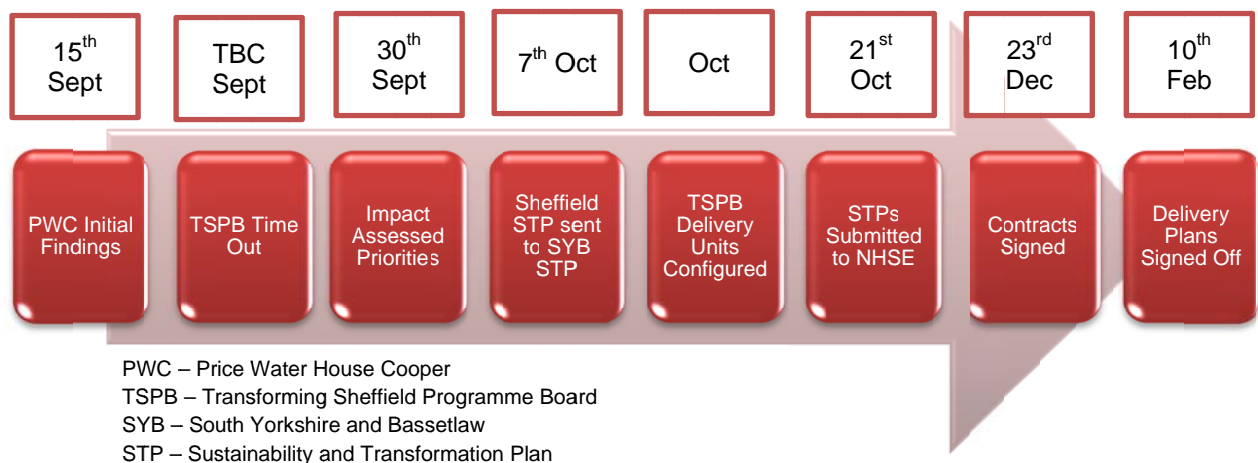 15th
Sept
TBC
Sept
30th
Sept
7th Oct
Oct
21st
Oct
23rd
Dec
10th
Feb
PWC Initial
Findings
TSPB Time
Out
Impact
Assessed
Priorities
Sheffield
STP sent
to SYB
STP
TSPB
Delivery
Units
Configured
STPs
Submitted
to NHSE
Contracts
Signed
Delivery
Plans
Signed Off
PWC – Price Water House Cooper
TSPB – Transforming Sheffield Programme Board
SYB – South Yorkshire and Bassetlaw
STP – Sustainability and Transformation Plan